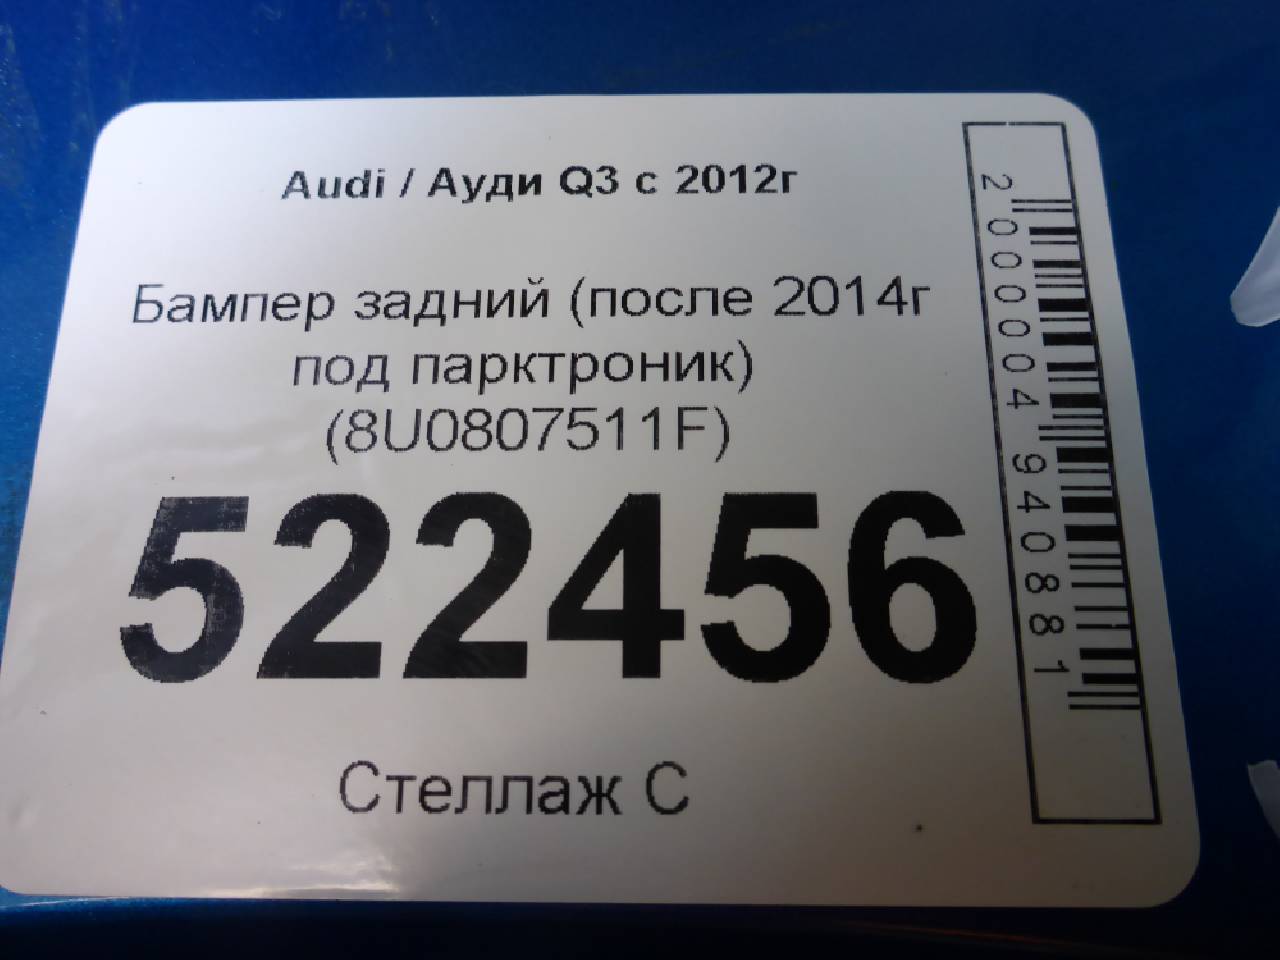 Audi / Ауди Q3 с 2012г
Бампер задний (после 2014г
под парктроник)
(8U0807511F)
522456
Стеллаж С
2000004940881